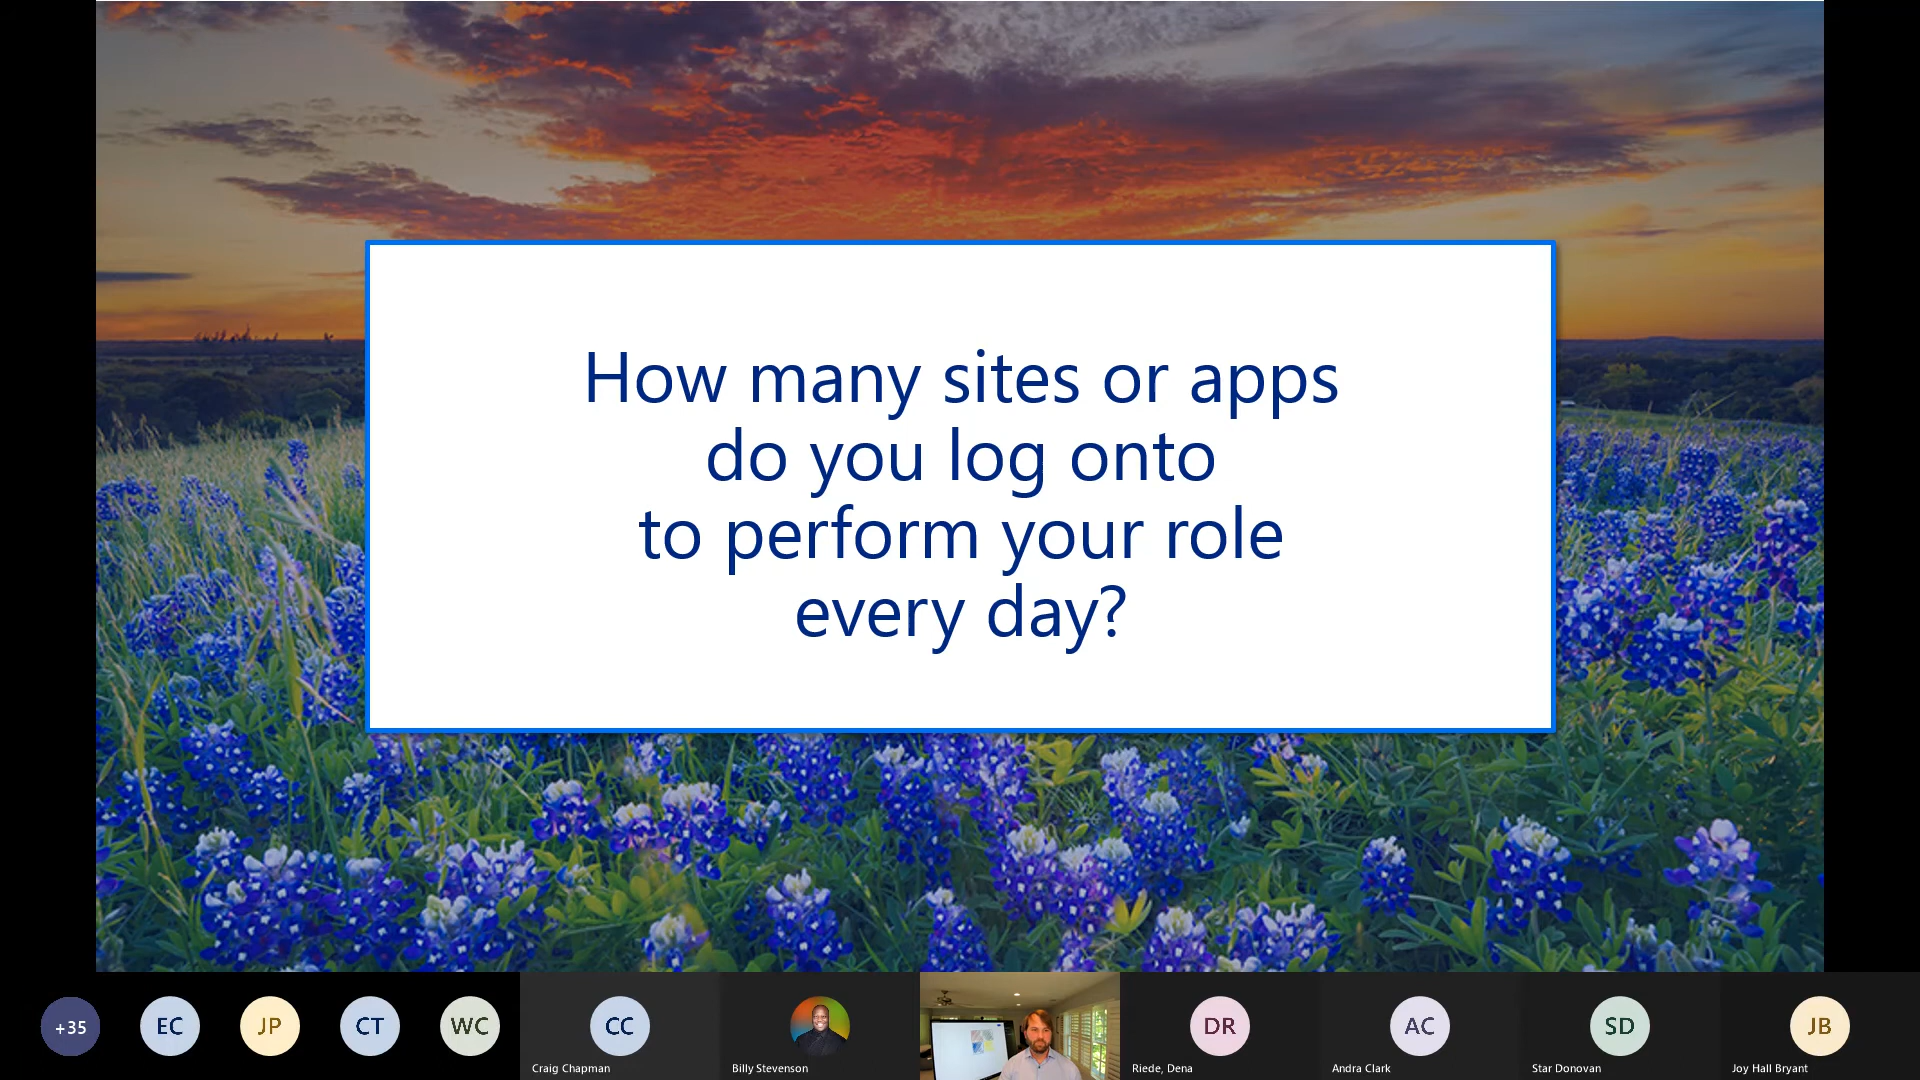 How many sites or apps
do you log onto
to perform your role
every day?
+35
EC
JP
CT
WC
CC
DR
AC
SD
JB
Craig Chapman
Billy Stevenson
Riede, Dena
Andra Clark
Star Donovan
Joy Hall Bryant